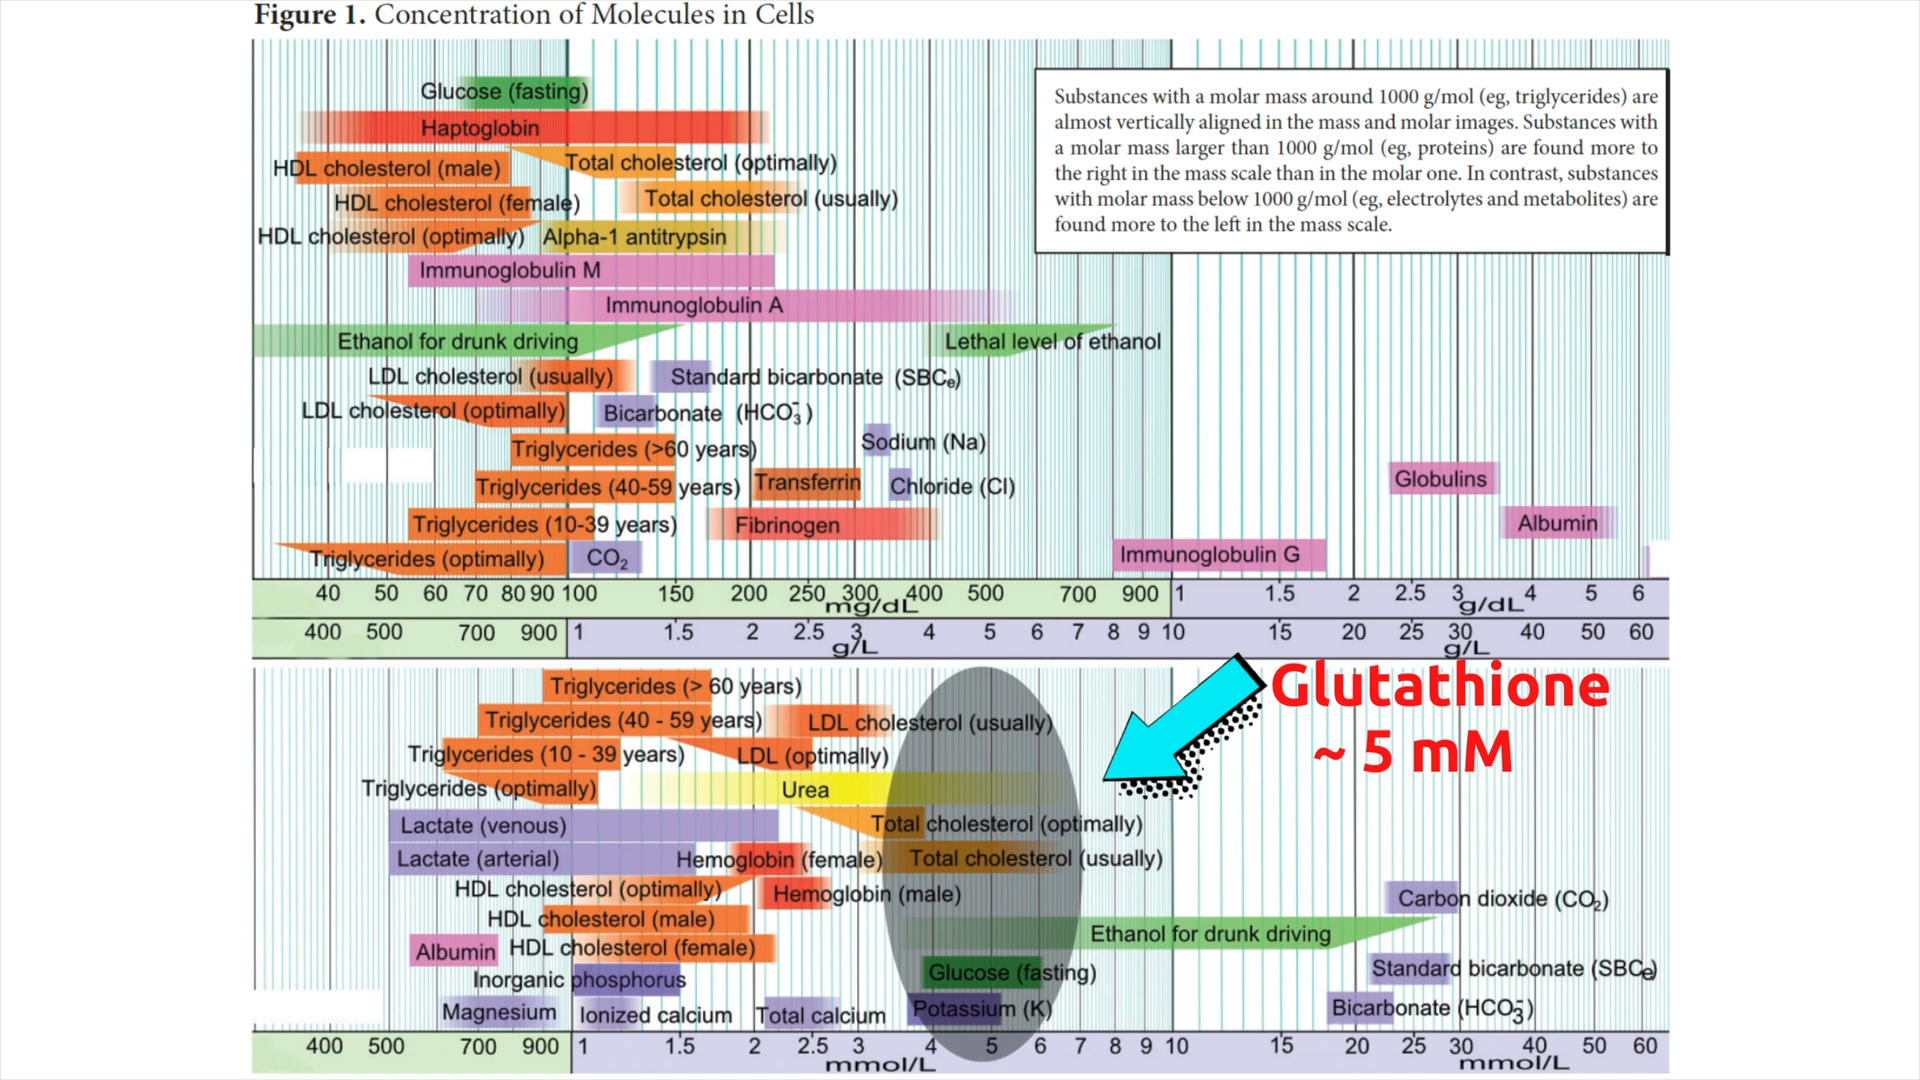 Figure 1. Concentration of Molecules in Cells
Glucose (fasting)
Haptoglobin
HDL cholesterol (male)
Total cholesterol (optimally)
HDL cholesterol (female)
Total cholesterol (usually)
HDL cholesterol (optimally)
Alpha-1 antitrypsin
Immunoglobulin M
Immunoglobulin A
Ethanol for drunk driving
Lethal level of ethanol
LDL cholesterol (usually)
Standard bicarbonate (SBCe)
LDL cholesterol (optimally)
Bicarbonate (HCO3-)
Triglycerides (>60 years)
Sodium (Na)
Triglycerides (40-59 years)
Transferrin
Chloride (Cl)
Globulins
Triglycerides (10-39 years)
Fibrinogen
Albumin
Triglycerides (optimally)
CO2
Immunoglobulin G
Substances with a molar mass around 1000 g/mol (eg, triglycerides) are
almost vertically aligned in the mass and molar images. Substances with
a molar mass larger than 1000 g/mol (eg, proteins) are found more to
the right in the mass scale than in the molar one. In contrast, substances
with molar mass below 1000 g/mol (eg, electrolytes and metabolites) are
found more to the left in the mass scale.
40 50 60 70 80 90 100 150 200 250 300 400 500 700 900 1 1.5 2 2.5 3 4 5 6
mg/dL g/dL
400 500 700 900 1 1.5 2 2.5 3 4 5 6 7 8 9 10 15 20 25 30 40 50 60
g/L g/L
Glutathione
~ 5 mM
Triglycerides (> 60 years)
Triglycerides (40 - 59 years)
LDL cholesterol (usually)
Triglycerides (10 - 39 years)
LDL (optimally)
Triglycerides (optimally)
Urea
Lactate (venous)
Total cholesterol (optimally)
Lactate (arterial)
Hemoglobin (female)
Total cholesterol (usually)
HDL cholesterol (optimally)
Hemoglobin (male)
Carbon dioxide (CO2)
HDL cholesterol (male)
Ethanol for drunk driving
Albumin
HDL cholesterol (female)
Inorganic phosphorus
Glucose (fasting)
Standard bicarbonate (SBCe)
Magnesium
Ionized calcium
Total calcium
Potassium (K)
Bicarbonate (HCO3-)
400 500 700 900 1 1.5 2 2.5 3 4 5 6 7 8 9 10 15 20 25 30 40 50 60
mmol/L mmol/L